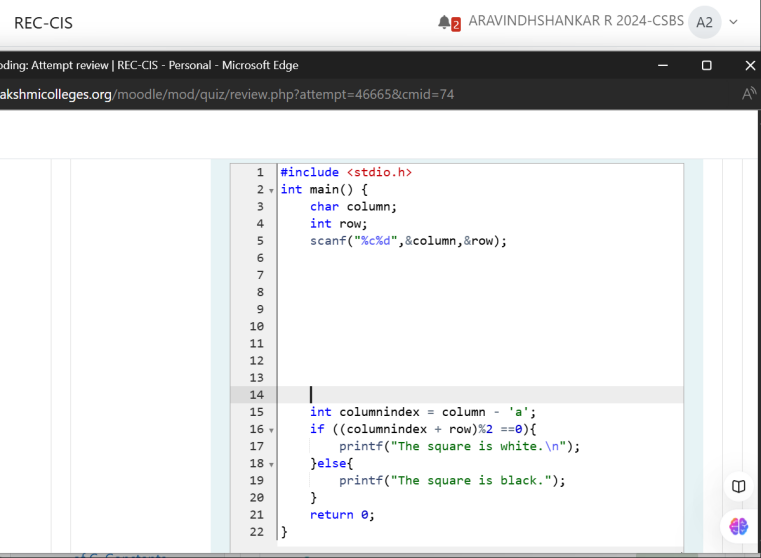 REC-CIS
2 ARAVINDHSHANKAR R 2024-CSBS A2
oding: Attempt review | REC-CIS - Personal - Microsoft Edge
akshmicolleges.org/moodle/mod/quiz/review.php?attempt=46665&cmid=74
1 #include <stdio.h>
2 int main() {
3 char column;
4 int row;
5 scanf("%c%d",&column,&row);
6
7
8
9
10
11
12
13
14
15 int columnindex = column - 'a';
16 if ((columnindex + row)%2 ==0){
17 printf("The square is white.\n");
18 }else{
19 printf("The square is black.");
20 }
21 return 0;
22 }